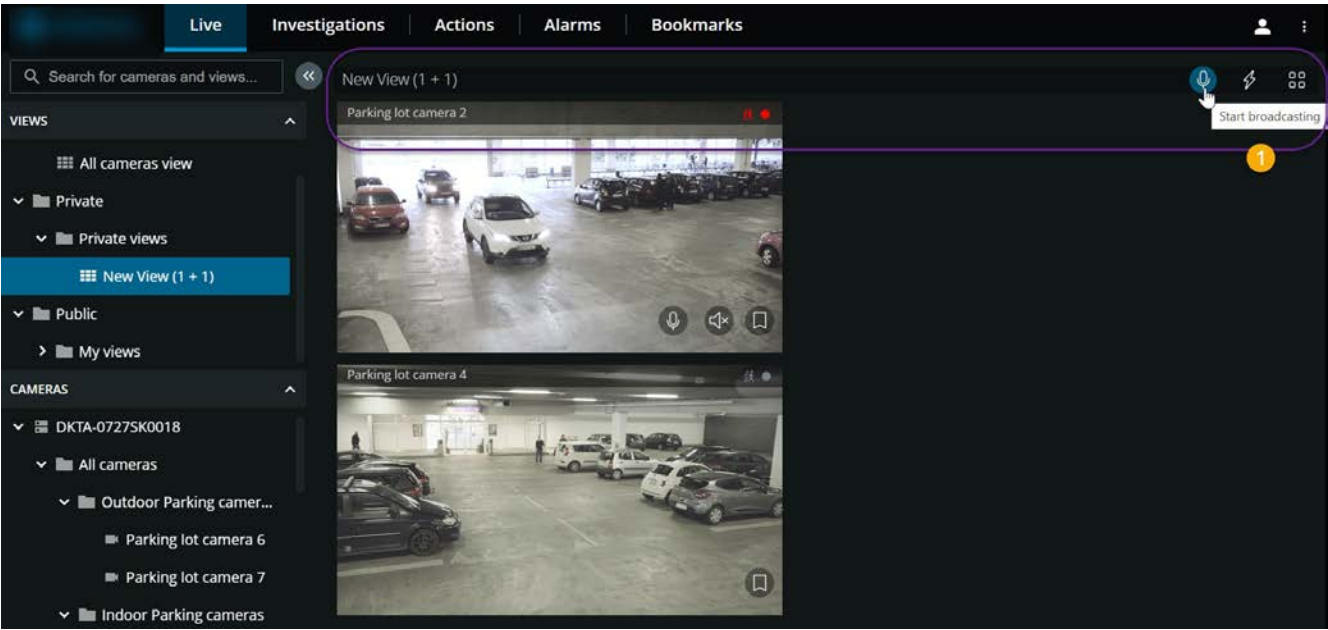 Live Investigations Actions Alarms Bookmarks
Search for cameras and views...
New View (1 + 1)
Start broadcasting
1
VIEWS
All cameras view
Private
Private views
New View (1 + 1)
Public
My views
CAMERAS
DKTA-0727SK0018
All cameras
Outdoor Parking camer...
Parking lot camera 6
Parking lot camera 7
Indoor Parking cameras
Parking lot camera 2
Parking lot camera 4